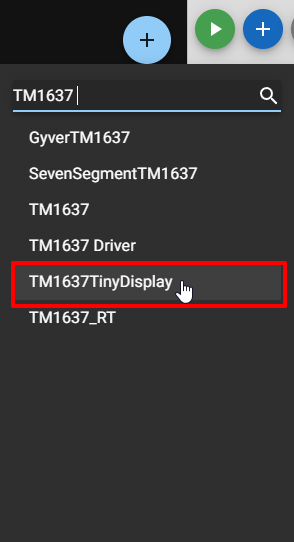 TM1637
GyverTM1637
SevenSegmentTM1637
TM1637
TM1637 Driver
TM1637TinyDisplay
TM1637_RT